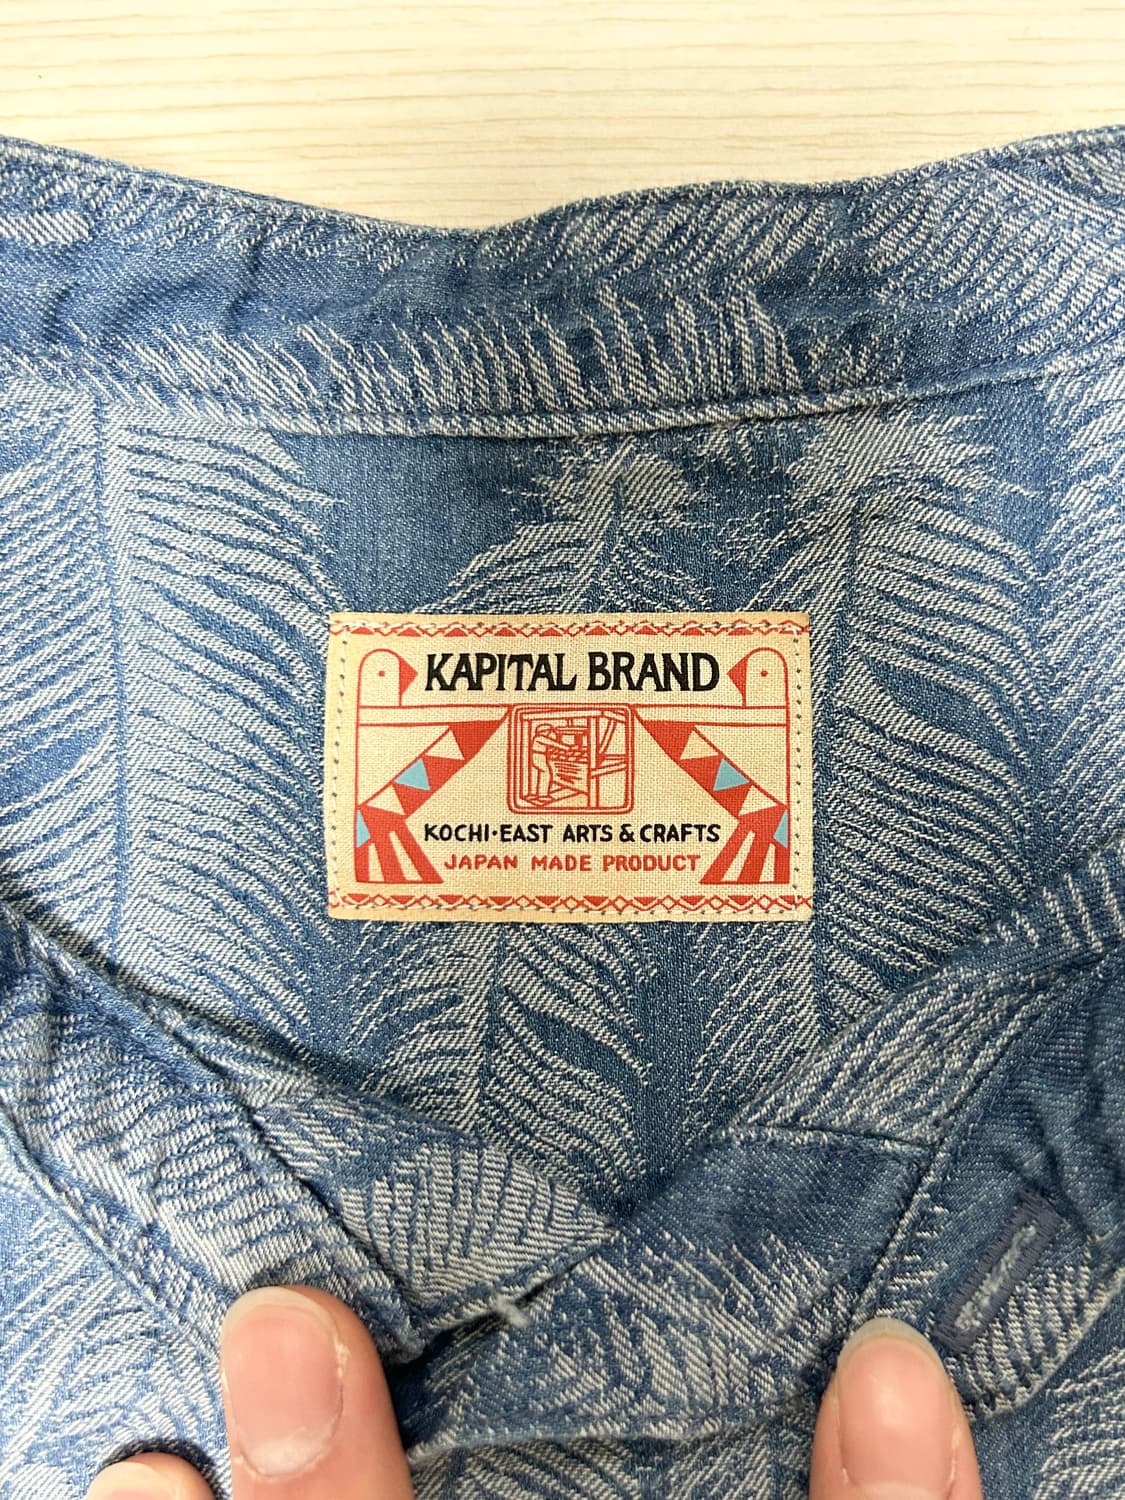 KAPITAL BRAND
KOCHI·EAST ARTS & CRAFTS
JAPAN MADE PRODUCT